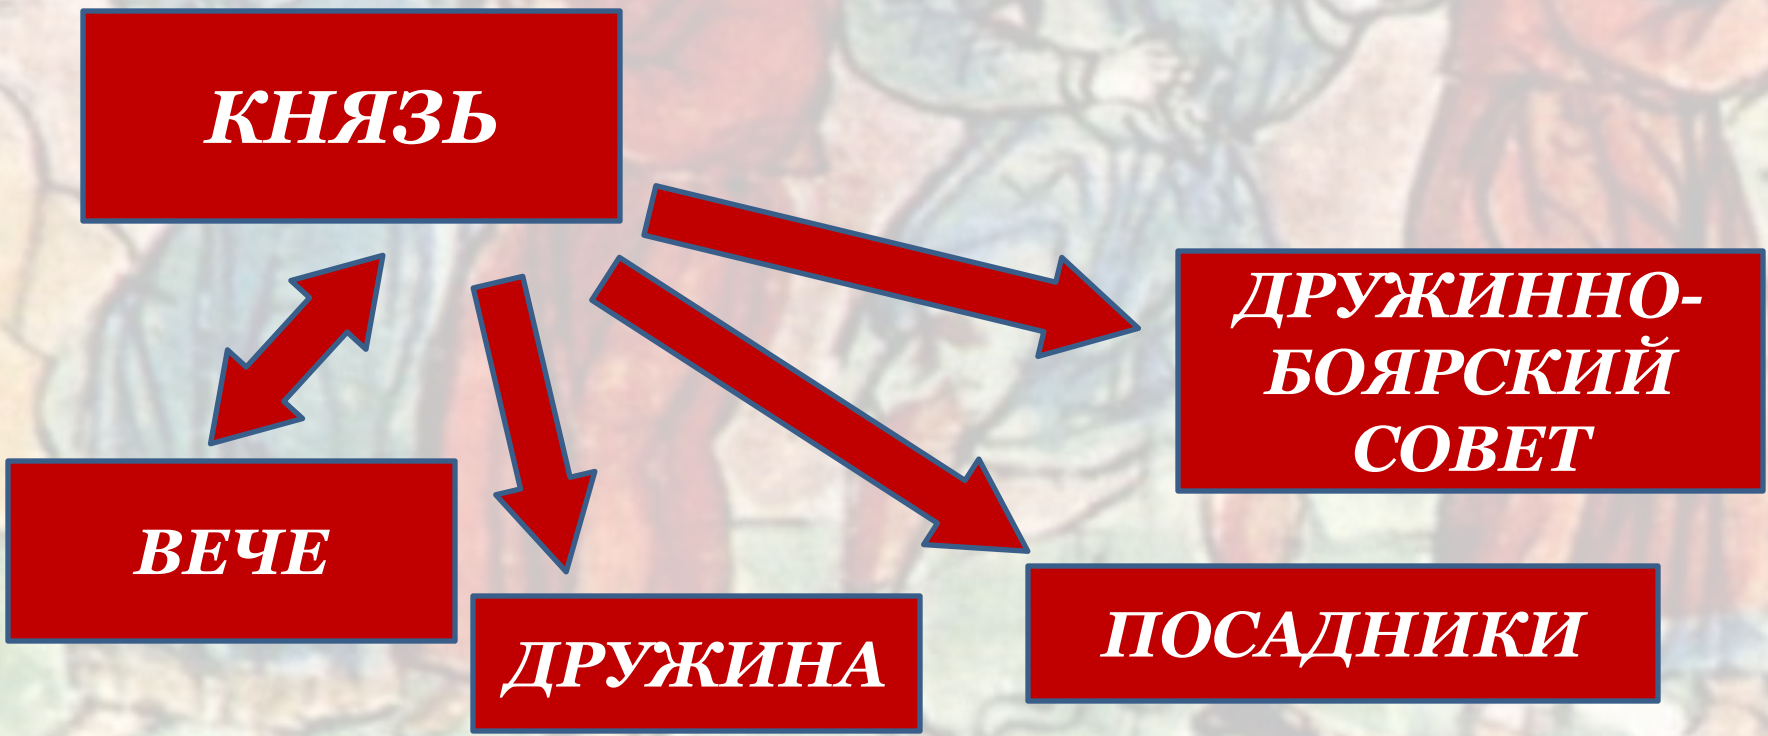 КНЯЗЬ
ДРУЖИННО-
БОЯРСКИЙ
СОВЕТ
ВЕЧЕ
ДРУЖИНА
ПОСАДНИКИ